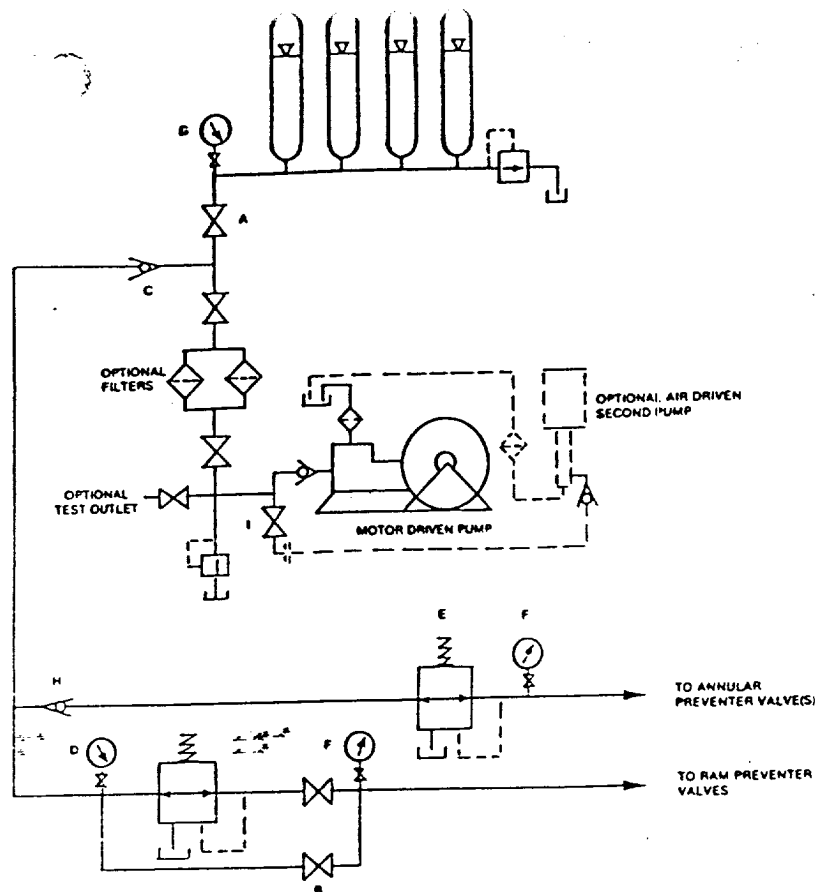 G
A
C
OPTIONAL
FILTERS
OPTIONAL AIR DRIVEN
SECOND PUMP
OPTIONAL
TEST OUTLET
I
MOTOR DRIVEN PUMP
E
F
H
TO ANNULAR
PREVENTER VALVE(S)
D
F
TO RAM PREVENTER
VALVES
B